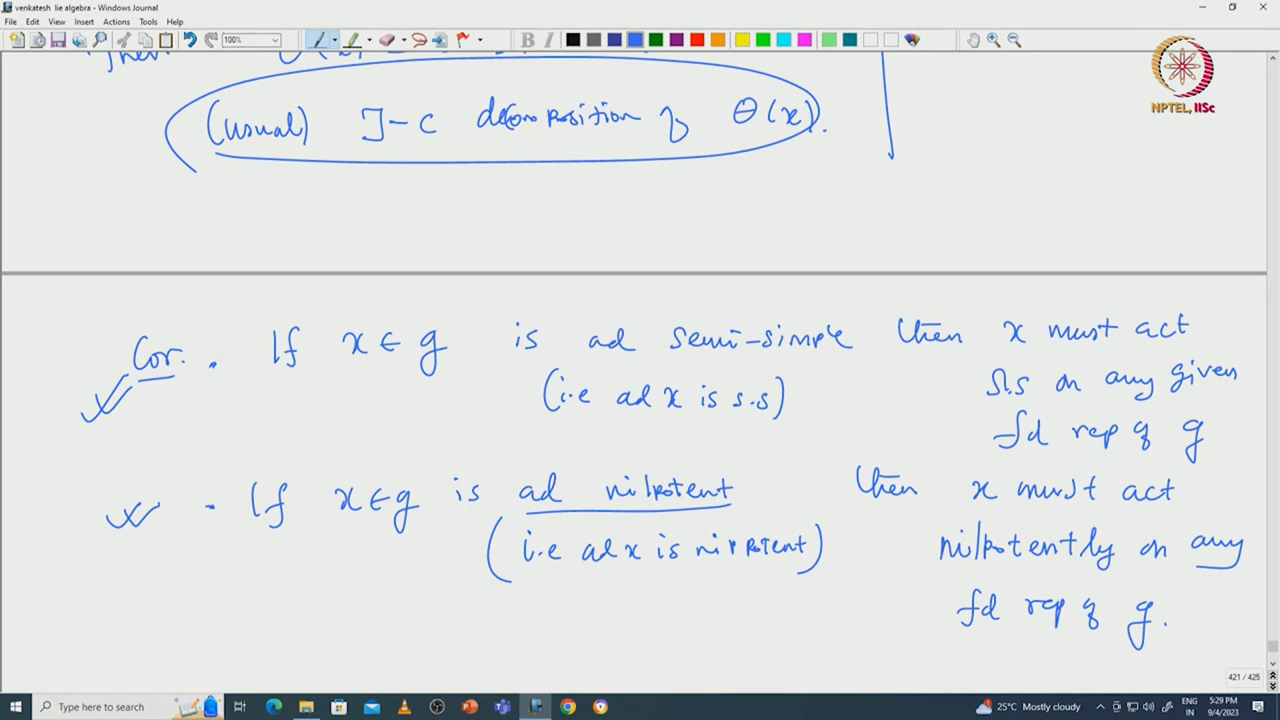 venkatesh lie algebra - Windows Journal
File Edit View Insert Actions Tools Help
100%
B I
NPTEL, IISc
Then
(usual) J-C decomposition of θ(x).
Cor. • If x ∈ g is ad semi-simple then x must act
(i.e ad x is s.s) s.s on any given
fd rep of g
• If x ∈ g is ad nilpotent then x must act
(i.e ad x is nilpotent) nilpotently on any
fd rep of g.
421 / 425
Type here to search
25°C Mostly cloudy
ENG
IN
5:29 PM
9/4/2023